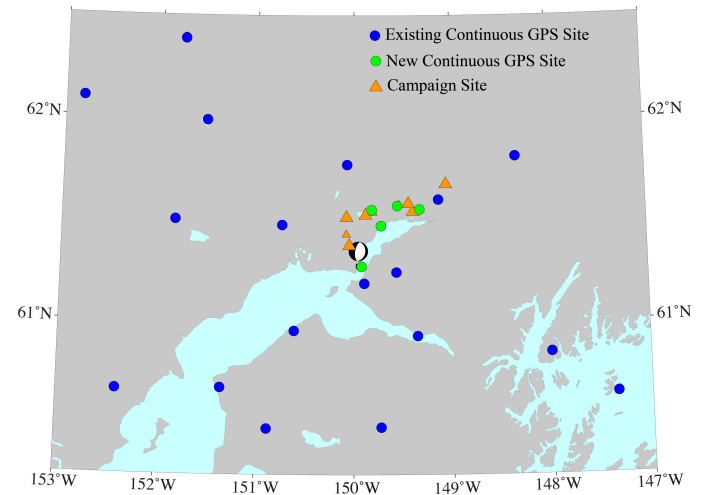 Existing Continuous GPS Site
New Continuous GPS Site
Campaign Site
62°N
62°N
61°N
61°N
153°W
152°W
151°W
150°W
149°W
148°W
147°W